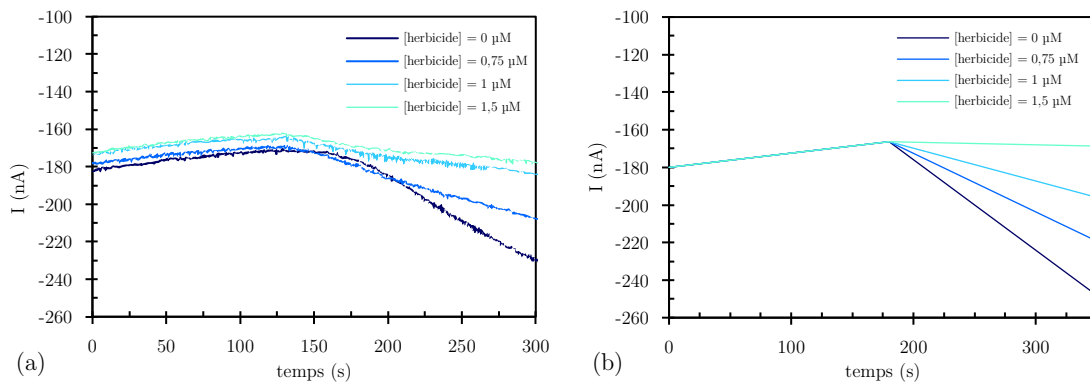 -100
-120
-140
-160
-180
-200
-220
-240
-260
I (nA)
0
50
100
150
200
250
300
temps (s)
[herbicide] = 0 µM
[herbicide] = 0,75 µM
[herbicide] = 1 µM
[herbicide] = 1,5 µM
(a)
-100
-120
-140
-160
-180
-200
-220
-240
-260
I (nA)
0
100
200
300
temps (s)
[herbicide] = 0 µM
[herbicide] = 0,75 µM
[herbicide] = 1 µM
[herbicide] = 1,5 µM
(b)